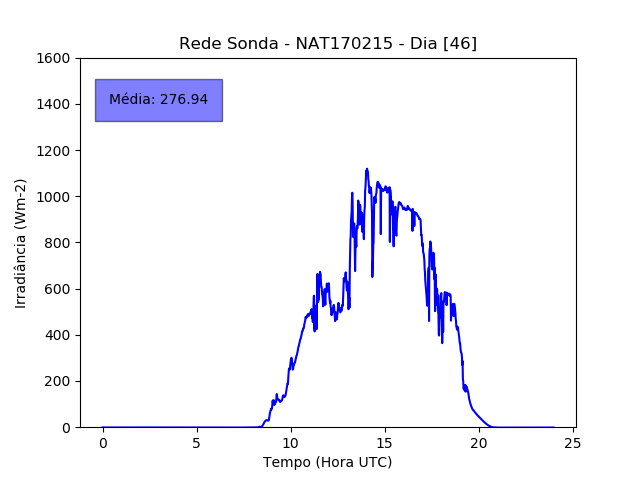 Rede Sonda - NAT170215 - Dia [46]
Irradiância (Wm-2)
1600
1400
1200
1000
800
600
400
200
0
Média: 276.94
0 5 10 15 20 25
Tempo (Hora UTC)